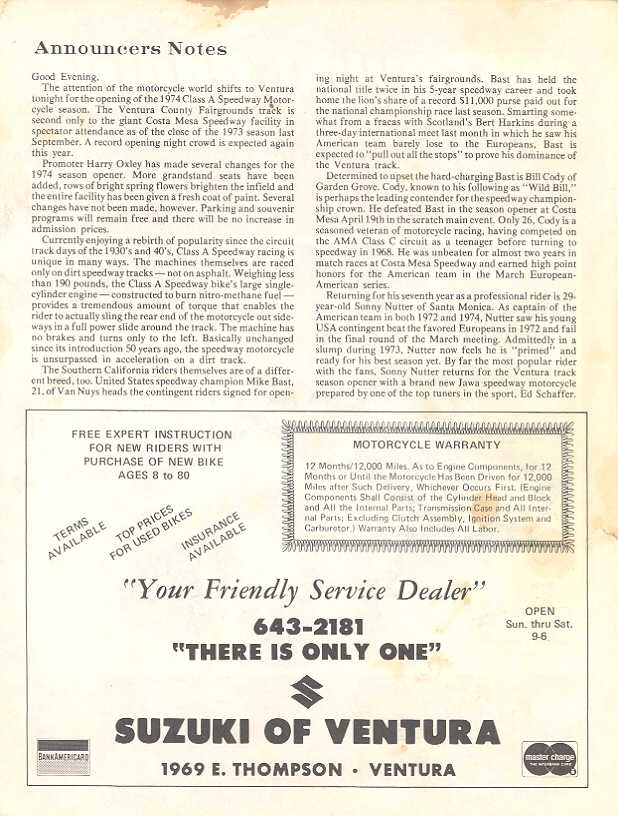 Announcers Notes
Good Evening.
The attention of the motorcycle world shifts to Ventura
tonight for the opening of the 1974 Class A Speedway Motor-
cycle season. The Ventura County Fairgrounds track is
second only to the giant Costa Mesa Speedway facility in
spectator attendance as of the close of the 1973 season last
September. A record opening night crowd is expected again
this year.
Promoter Harry Oxley has made several changes for the
1974 season opener. More grandstand seats have been
added, rows of bright spring flowers brighten the infield and
the entire facility has been given a fresh coat of paint. Several
changes have not been made, however. Parking and souvenir
programs will remain free and there will be no increase in
admission prices.
Currently enjoying a rebirth of popularity since the circuit
track days of the 1930's and 40's, Class A Speedway racing is
unique in many ways. The machines themselves are raced
only on dirt speedway tracks — not on asphalt. Weighing less
than 190 pounds, the Class A Speedway bike's large single-
cylinder engine — constructed to burn nitro-methane fuel —
provides a tremendous amount of torque that enables the
rider to actually sling the rear end of the motorcycle out side-
ways in a full power slide around the track. The machine has
no brakes and turns only to the left. Basically unchanged
since its introduction 50 years ago, the speedway motorcycle
is unsurpassed in acceleration on a dirt track.
The Southern California riders themselves are of a differ-
ent breed, too. United States speedway champion Mike Bast,
21, of Van Nuys heads the contingent riders signed for open-
ing night at Ventura's fairgrounds. Bast has held the
national title twice in his 5-year speedway career and took
home the lion's share of a record $11,000 purse paid out for
the national championship race last season. Smarting some-
what from a fracas with Scotland's Bert Harkins during a
three-day international meet last month in which he saw his
American team barely lose to the Europeans, Bast is
expected to "pull out all the stops" to prove his dominance of
the Ventura track.
Determined to upset the hard-charging Bast is Bill Cody of
Garden Grove. Cody, known to his following as "Wild Bill,"
is perhaps the leading contender for the speedway champion-
ship crown. He defeated Bast in the season opener at Costa
Mesa April 19th in the scratch main event. Only 26, Cody is a
seasoned veteran of motorcycle racing, having competed on
the AMA Class C circuit as a teenager before turning to
speedway in 1968. He was unbeaten for almost two years in
match races at Costa Mesa Speedway and earned high point
honors for the American team in the March European-
American series.
Returning for his seventh year as a professional rider is 29-
year-old Sonny Nutter of Santa Monica. As captain of the
American team in both 1972 and 1974, Nutter saw his young
USA contingent beat the favored Europeans in 1972 and fail
in the final round of the March meeting. Admittedly in a
slump during 1973, Nutter now feels he is "primed" and
ready for his best season yet. By far the most popular rider
with the fans, Sonny Nutter returns for the Ventura track
season opener with a brand new Jawa speedway motorcycle
prepared by one of the top tuners in the sport, Ed Schaffer.
FREE EXPERT INSTRUCTION
FOR NEW RIDERS WITH
PURCHASE OF NEW BIKE
AGES 8 to 80
TERMS
AVAILABLE
TOP PRICES
FOR USED BIKES
INSURANCE
AVAILABLE
MOTORCYCLE WARRANTY
12 Months/12,000 Miles. As to Engine Components, for 12
Months or Until the Motorcycle Has Been Driven for 12,000
Miles after Such Delivery, Whichever Occurs First. (Engine
Components Shall Consist of the Cylinder Head and Block
and All the Internal Parts; Transmission Case and All Inter-
nal Parts; Excluding Clutch Assembly, Ignition System and
Carburetor.) Warranty Also Includes All Labor.
"Your Friendly Service Dealer"
643-2181
"THERE IS ONLY ONE"
OPEN
Sun. thru Sat.
9-6
SUZUKI OF VENTURA
1969 E. THOMPSON · VENTURA
BANKAMERICARD
master charge
THE INTERBANK CARD